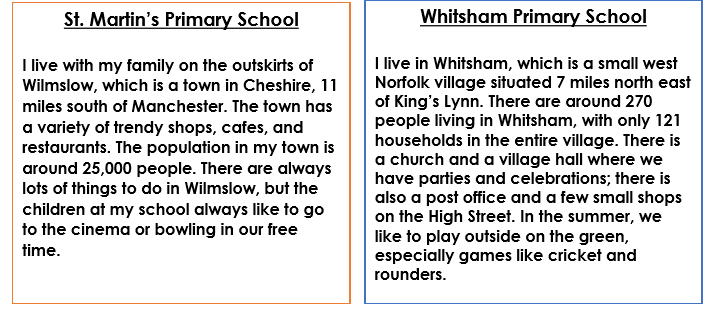 St. Martin's Primary School
I live with my family on the outskirts of
Wilmslow, which is a town in Cheshire, 11
miles south of Manchester. The town has
a variety of trendy shops, cafes, and
restaurants. The population in my town is
around 25,000 people. There are always
lots of things to do in Wilmslow, but the
children at my school always like to go
to the cinema or bowling in our free
time.
Whitsham Primary School
I live in Whitsham, which is a small west
Norfolk village situated 7 miles north east
of King's Lynn. There are around 270
people living in Whitsham, with only 121
households in the entire village. There is
a church and a village hall where we
have parties and celebrations; there is
also a post office and a few small shops
on the High Street. In the summer, we
like to play outside on the green,
especially games like cricket and
rounders.